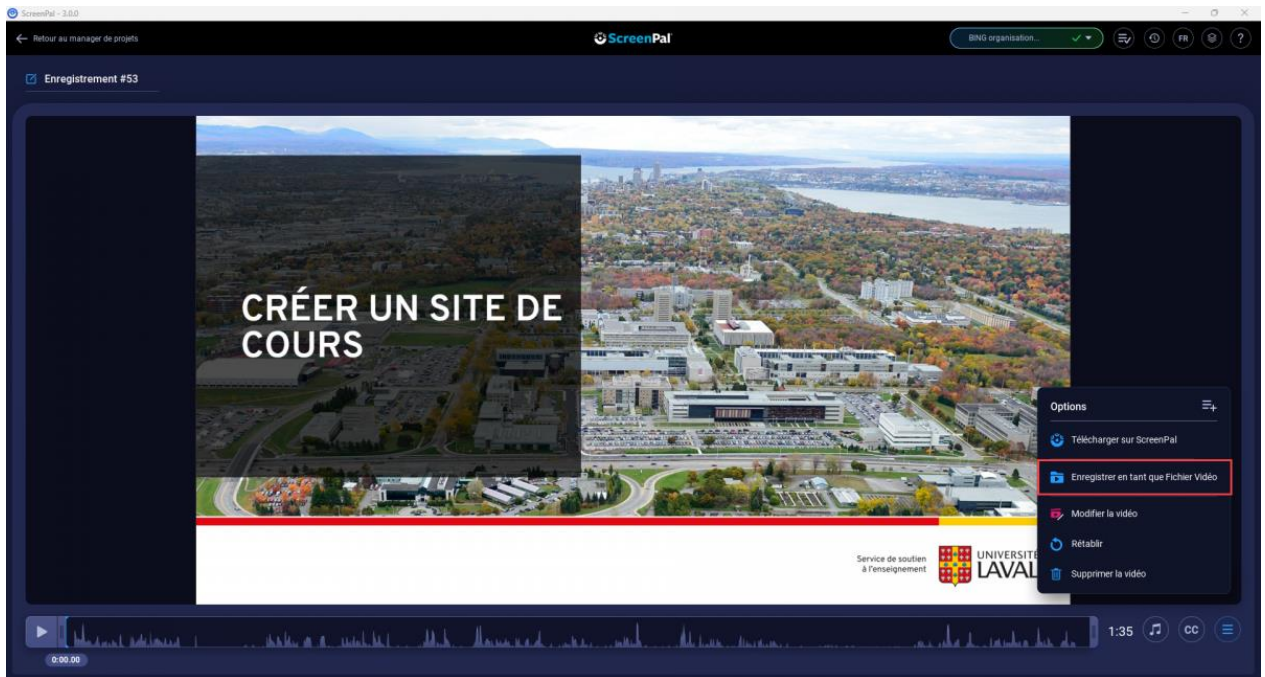 ScreenPal - 3.0.0
Retour au manager de projets
ScreenPal
BING organisation...
FR
?
Enregistrement #53
CRÉER UN SITE DE
COURS
Service de soutien
à l'enseignement
UNIVERSITÉ
LAVAL
Options
Télécharger sur ScreenPal
Enregistrer en tant que Fichier Vidéo
Modifier la vidéo
Rétablir
Supprimer la vidéo
1:35
CC
0:00.00